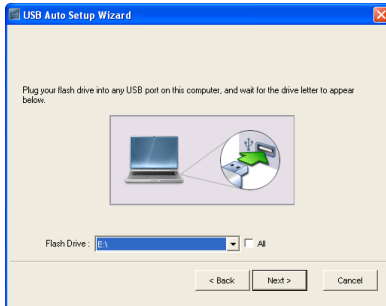 USB Auto Setup Wizard
Plug your flash drive into any USB port on this computer, and wait for the drive letter to appear
below.
Flash Drive : E:\ All
< Back Next > Cancel